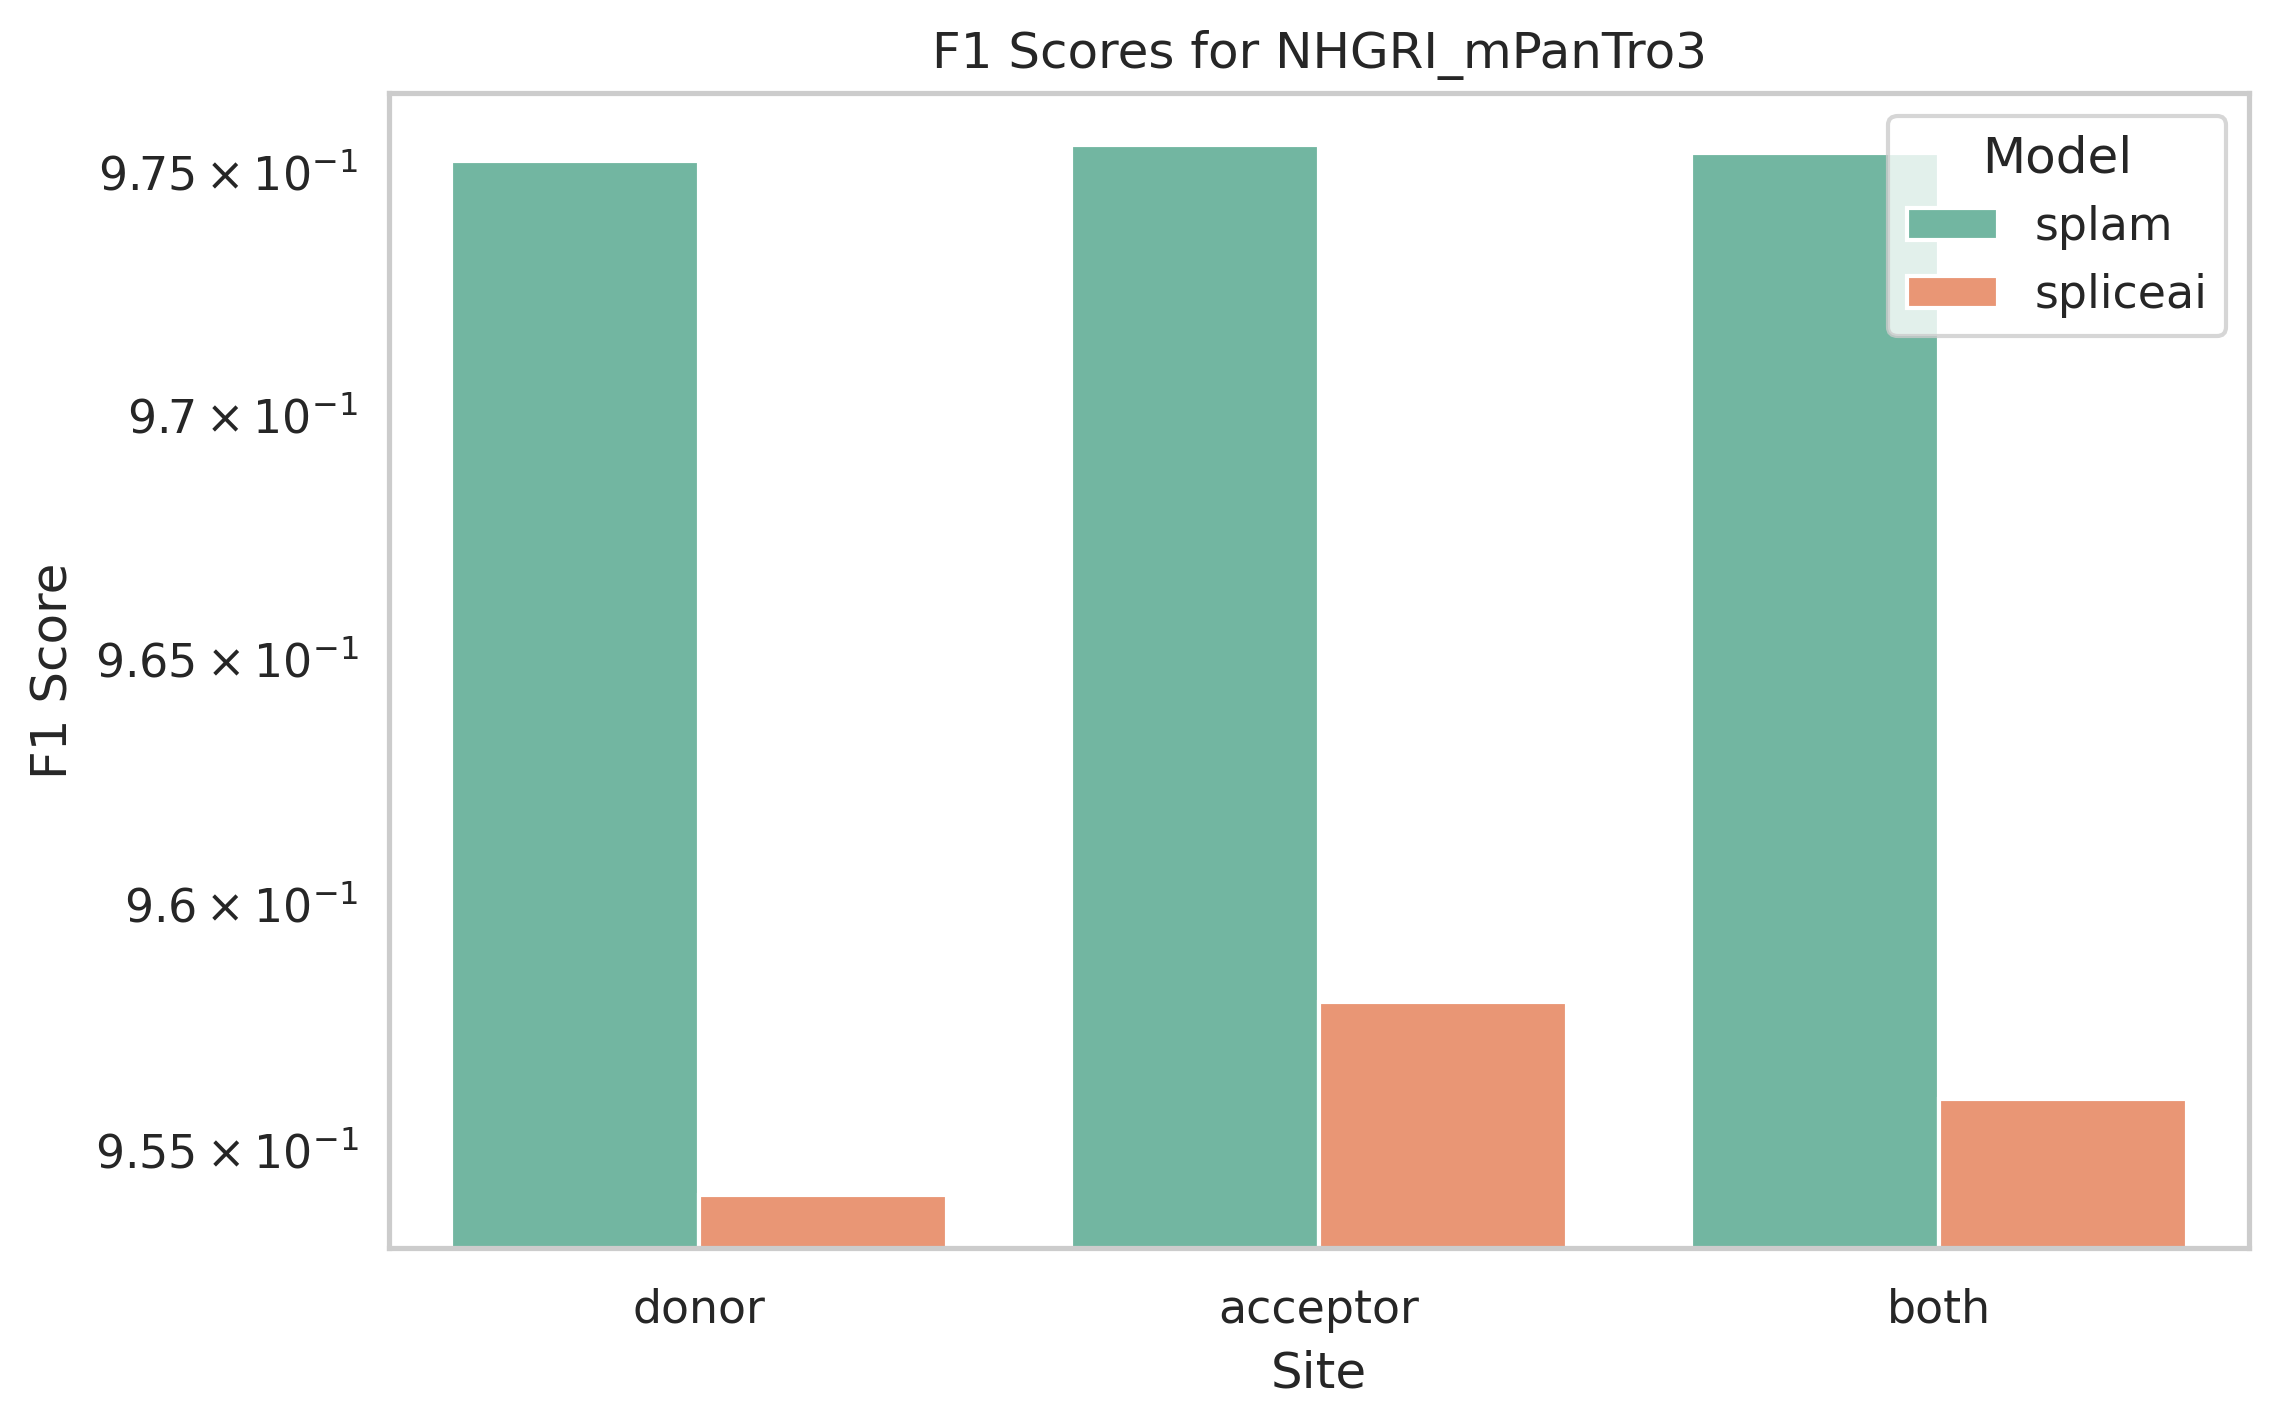 F1 Scores for NHGRI_mPanTro3
Model
splam
spliceai
F1 Score
9.75 × 10⁻¹
9.7 × 10⁻¹
9.65 × 10⁻¹
9.6 × 10⁻¹
9.55 × 10⁻¹
donor acceptor both
Site